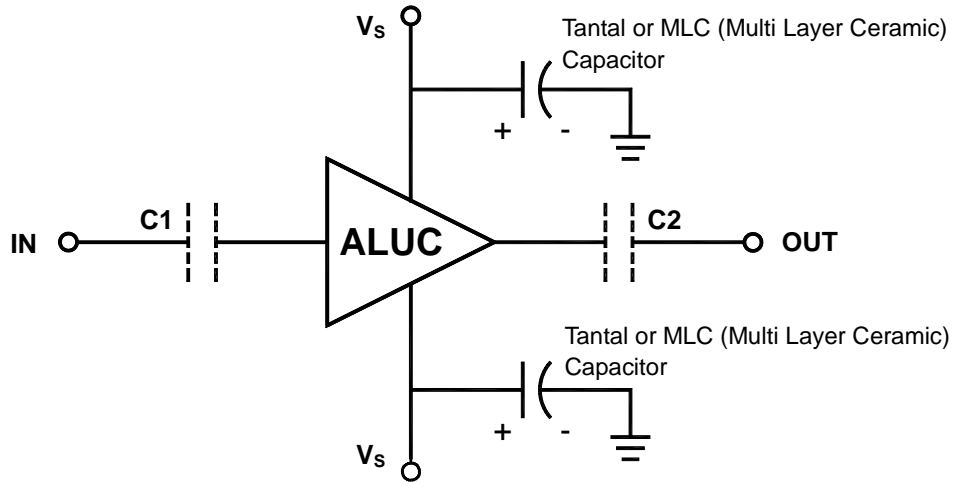 Vs
Tantal or MLC (Multi Layer Ceramic)
Capacitor
+ -
C1
C2
IN
ALUC
OUT
Tantal or MLC (Multi Layer Ceramic)
Capacitor
+ -
Vs